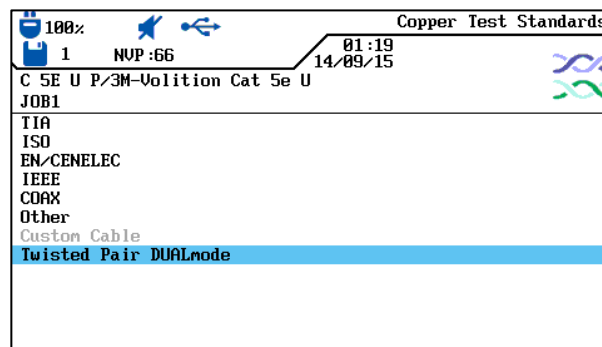 100%
Copper Test Standards
1 NVP:66
01:19
14/09/15
C 5E U P/3M-Volition Cat 5e U
JOB1
TIA
ISO
EN/CENELEC
IEEE
COAX
Other
Custom Cable
Twisted Pair DUALmode